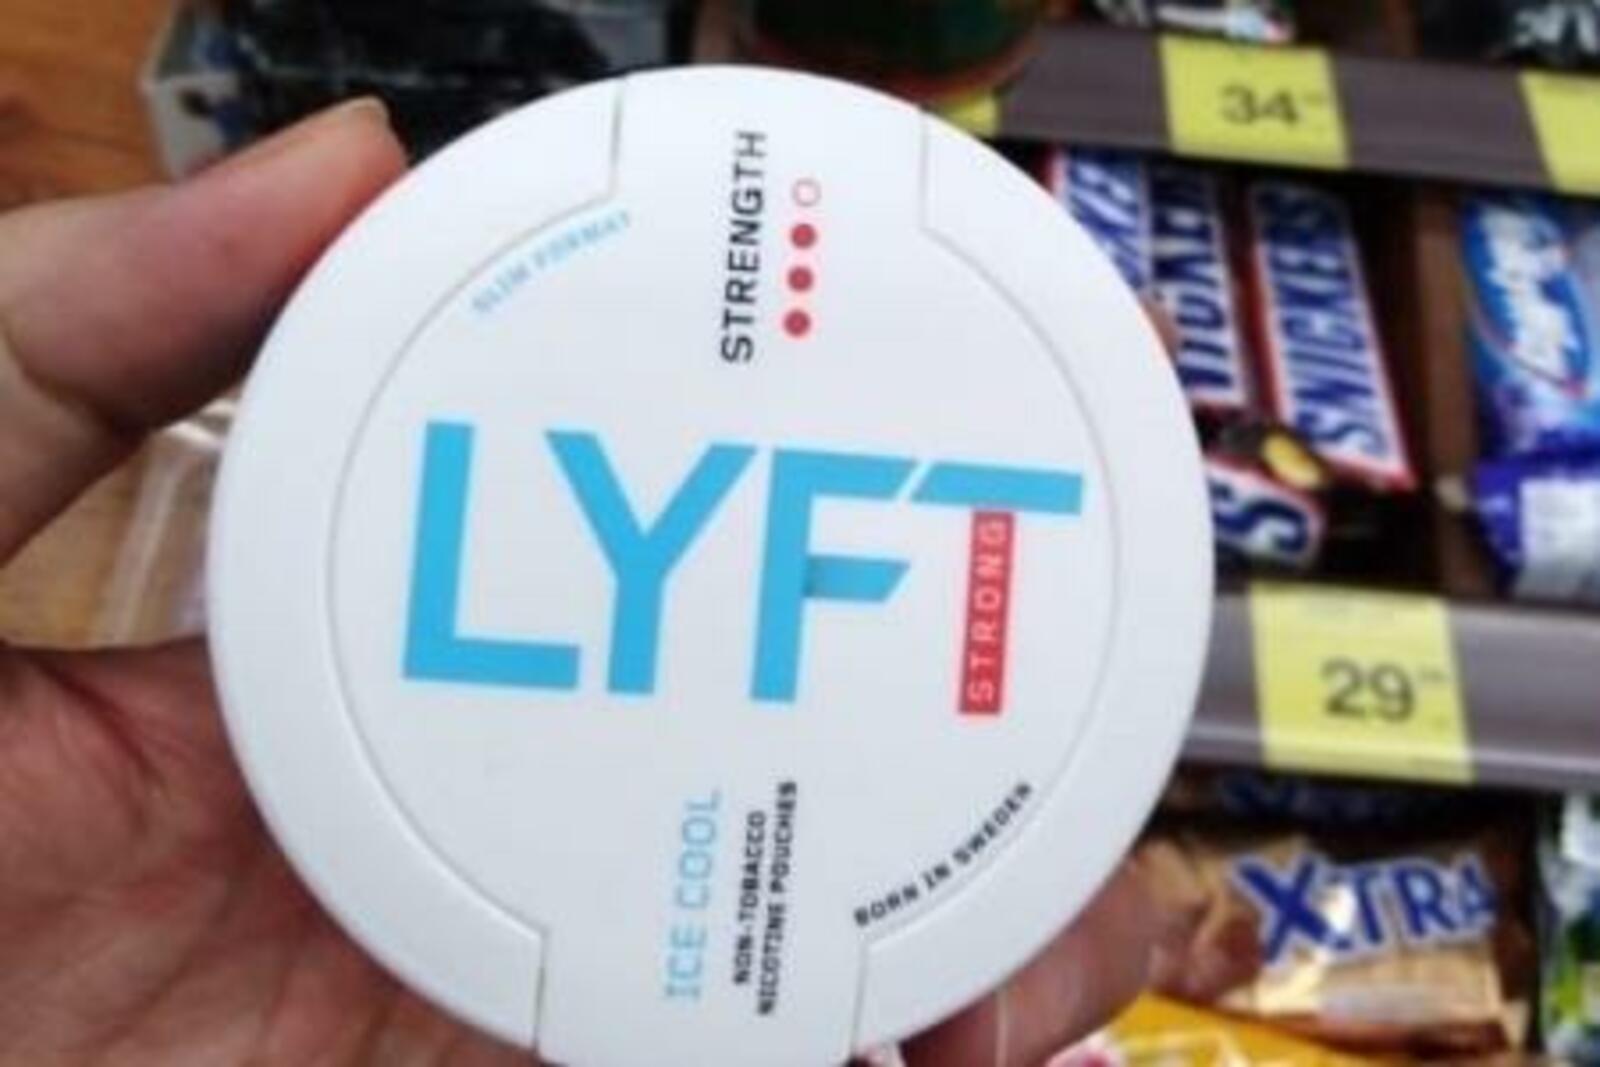 SLIM FORMAT
STRENGTH
LYFT
STRONG
ICE COOL
NON-TOBACCO
NICOTINE POUCHES
BORN IN SWEDEN
34
SNICKERS
SNICKERS
29
XTRA